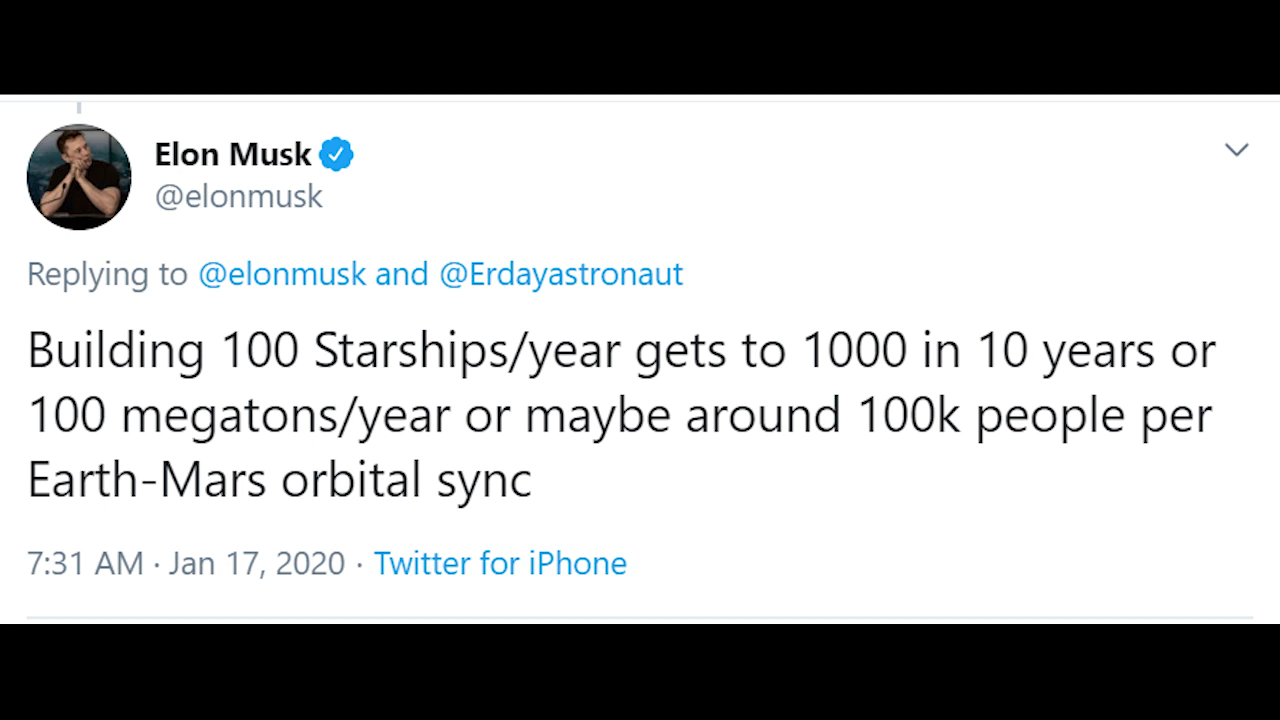 Elon Musk
@elonmusk
Replying to @elonmusk and @Erdayastronaut
Building 100 Starships/year gets to 1000 in 10 years or
100 megatons/year or maybe around 100k people per
Earth-Mars orbital sync
7:31 AM · Jan 17, 2020 · Twitter for iPhone